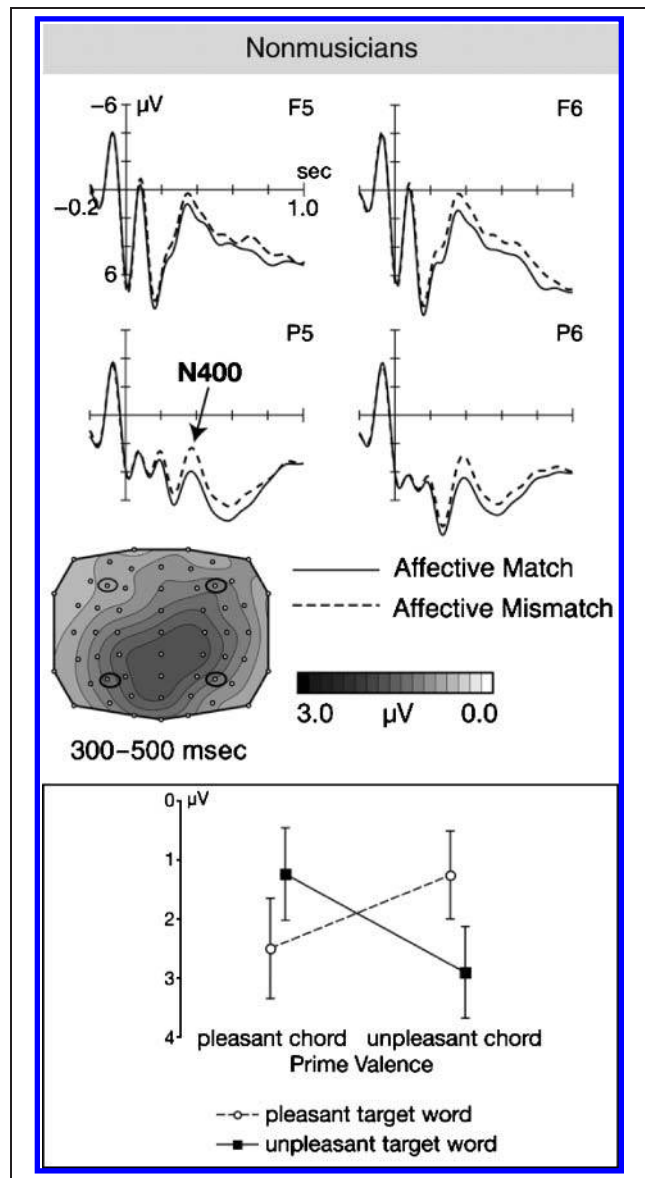 Nonmusicians
−6 µV F5 F6
sec
−0.2 1.0
6
P5 P6
N400
Affective Match
Affective Mismatch
3.0 µV 0.0
300−500 msec
0 µV
1
2
3
4
pleasant chord unpleasant chord
Prime Valence
pleasant target word
unpleasant target word